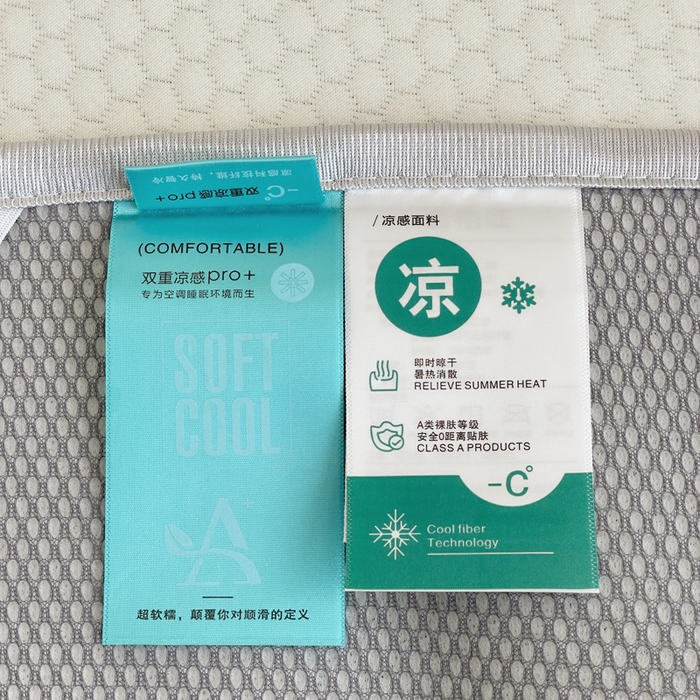 凉感科技纤维，持久智冷
双重凉感pro+
-C°
(COMFORTABLE)
双重凉感pro+
专为空调睡眠环境而生
SOFT
COOL
A+
超软糯，颠覆你对顺滑的定义
/凉感面料
凉
即时晾干
暑热消散
RELIEVE SUMMER HEAT
A类裸肤等级
安全0距离贴肤
CLASS A PRODUCTS
-C°
Cool fiber
Technology